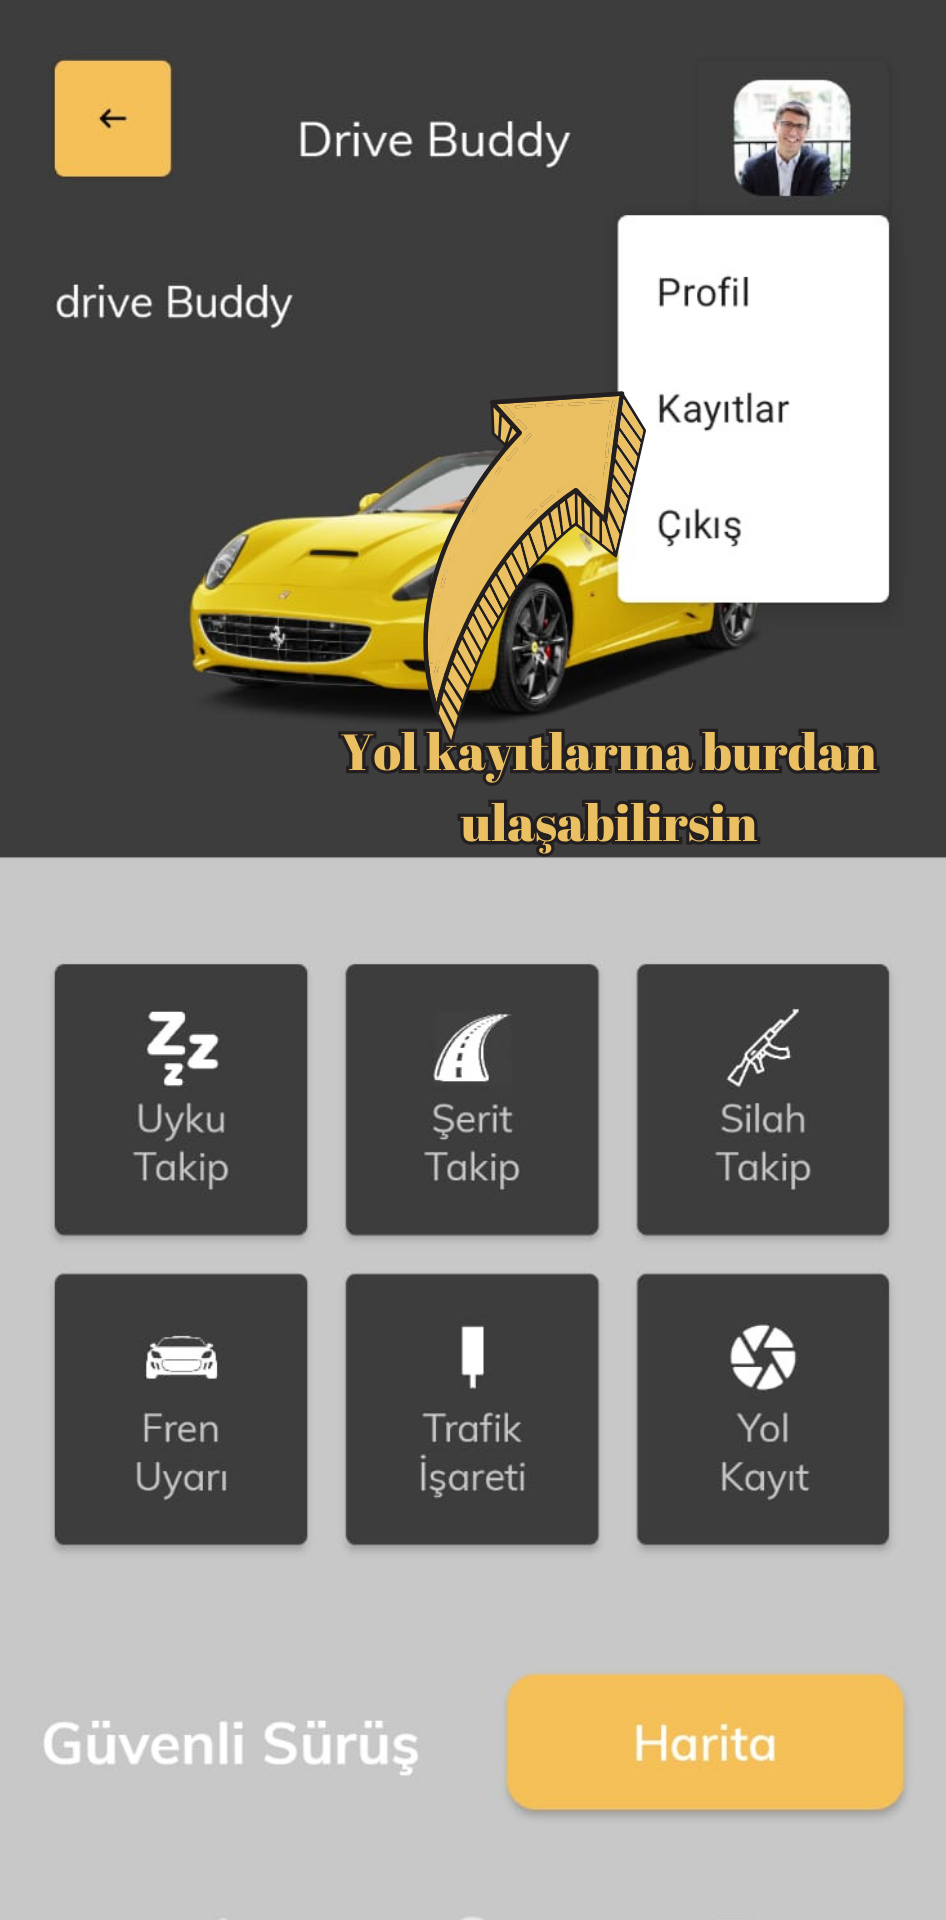 Drive Buddy
drive Buddy
Profil
Kayıtlar
Çıkış
Yol kayıtlarına burdan
ulaşabilirsin
Uyku
Takip
Şerit
Takip
Silah
Takip
Fren
Uyarı
Trafik
İşareti
Yol
Kayıt
Güvenli Sürüş
Harita